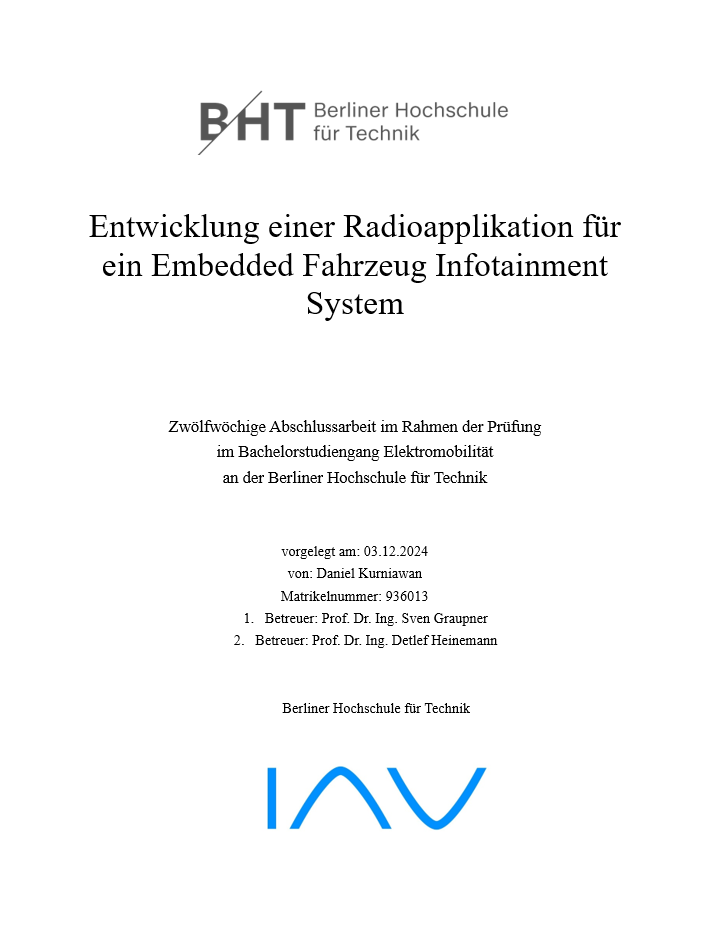 BHT Berliner Hochschule
für Technik
Entwicklung einer Radioapplikation für
ein Embedded Fahrzeug Infotainment
System
Zwölfwöchige Abschlussarbeit im Rahmen der Prüfung
im Bachelorstudiengang Elektromobilität
an der Berliner Hochschule für Technik
vorgelegt am: 03.12.2024
von: Daniel Kurniawan
Matrikelnummer: 936013
1. Betreuer: Prof. Dr. Ing. Sven Graupner
2. Betreuer: Prof. Dr. Ing. Detlef Heinemann
Berliner Hochschule für Technik
IAV